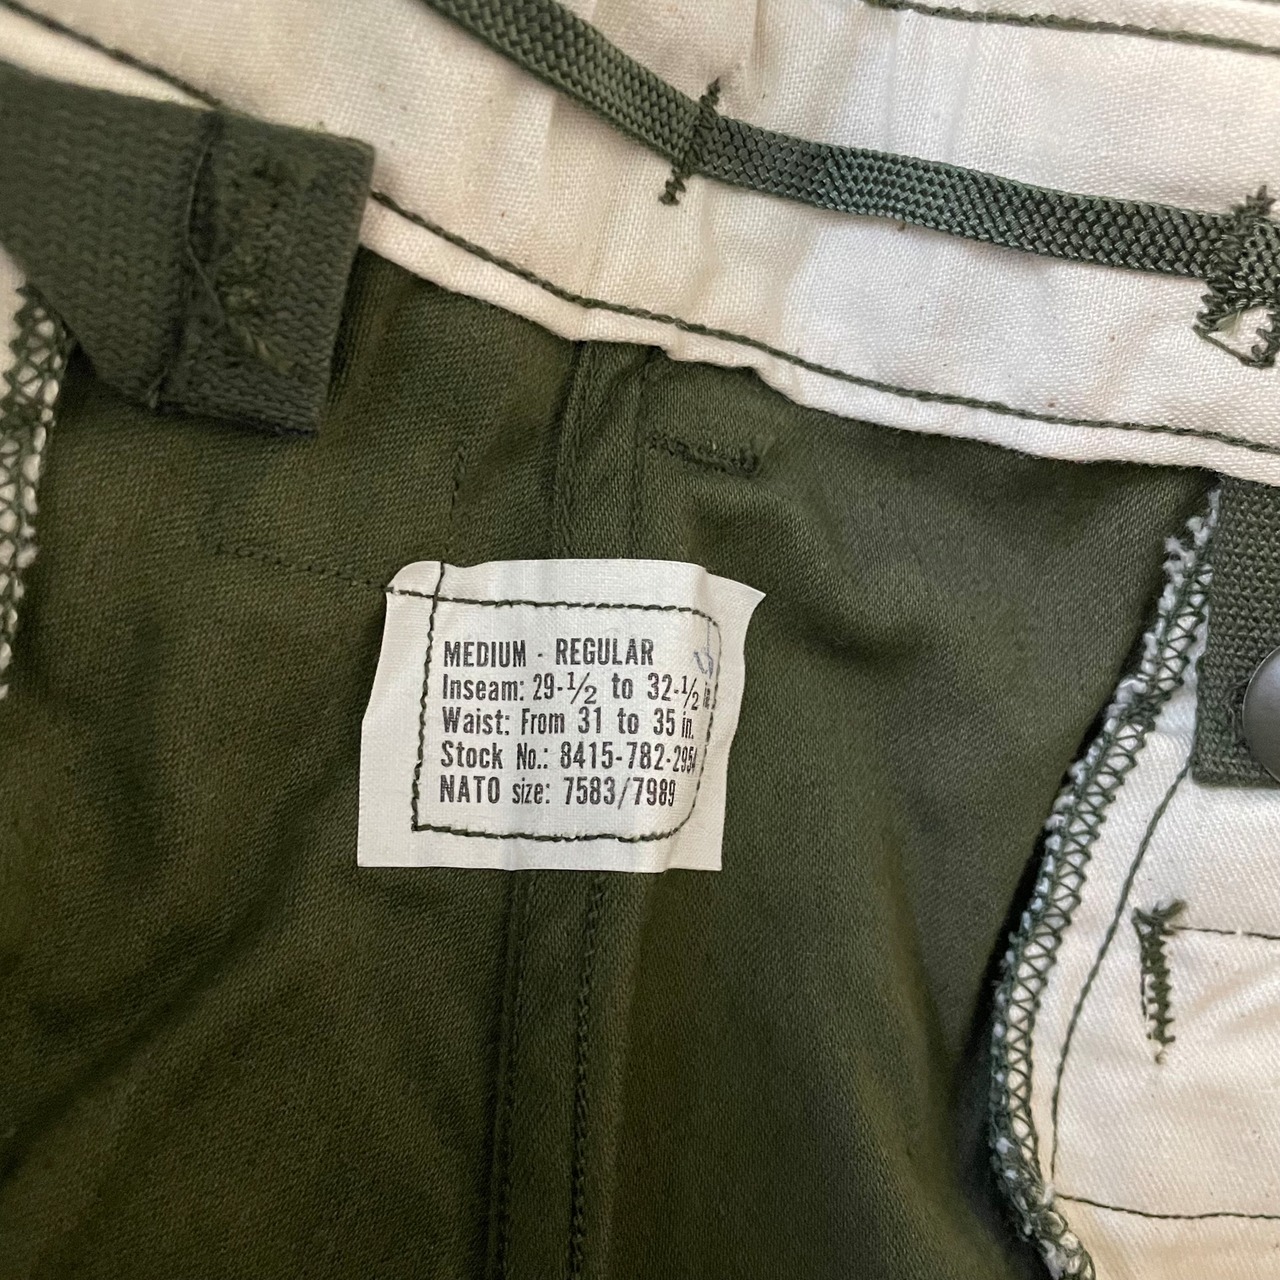 MEDIUM - REGULAR
Inseam: 29-½ to 32-½ in.
Waist: From 31 to 35 in.
Stock No.: 8415-782-2954
NATO size: 7583/7989